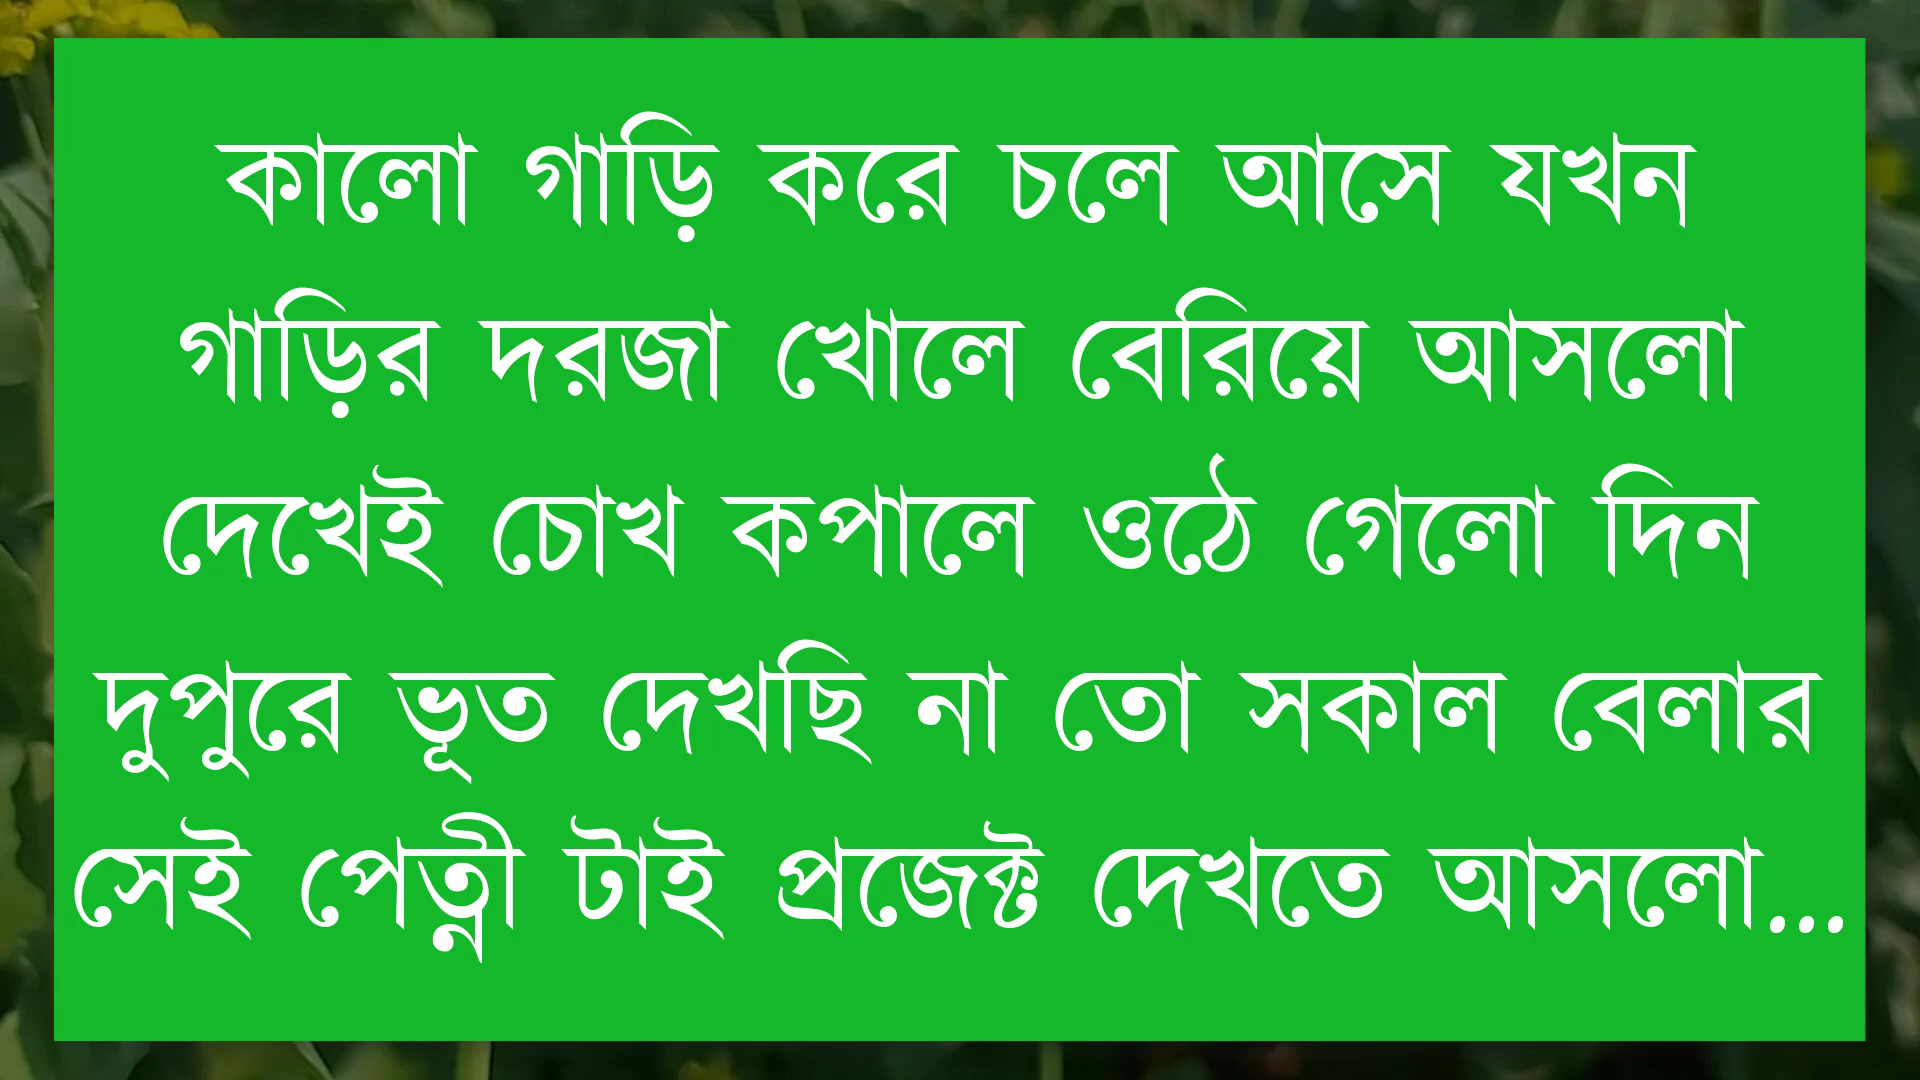 কালো গাড়ি করে চলে আসে যখন
গাড়ির দরজা খোলে বেরিয়ে আসলো
দেখেই চোখ কপালে ওঠে গেলো দিন
দুপুরে ভূত দেখছি না তো সকাল বেলার
সেই পেত্নী টাই প্রজেক্ট দেখতে আসলো...